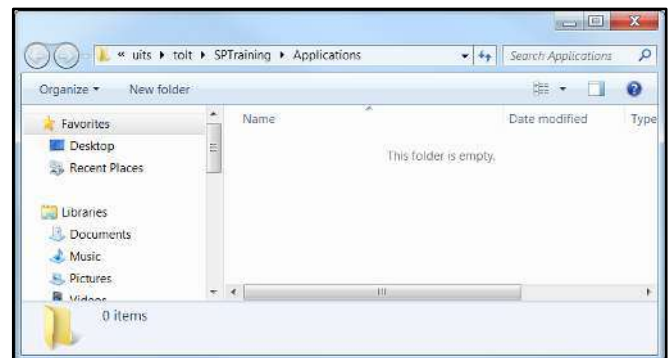 « uits ▸ tolt ▸ SPTraining ▸ Applications
Search Applications
Organize ▾ New folder
Name Date modified Type
This folder is empty.
Favorites
Desktop
Recent Places
Libraries
Documents
Music
Pictures
Videos
0 items